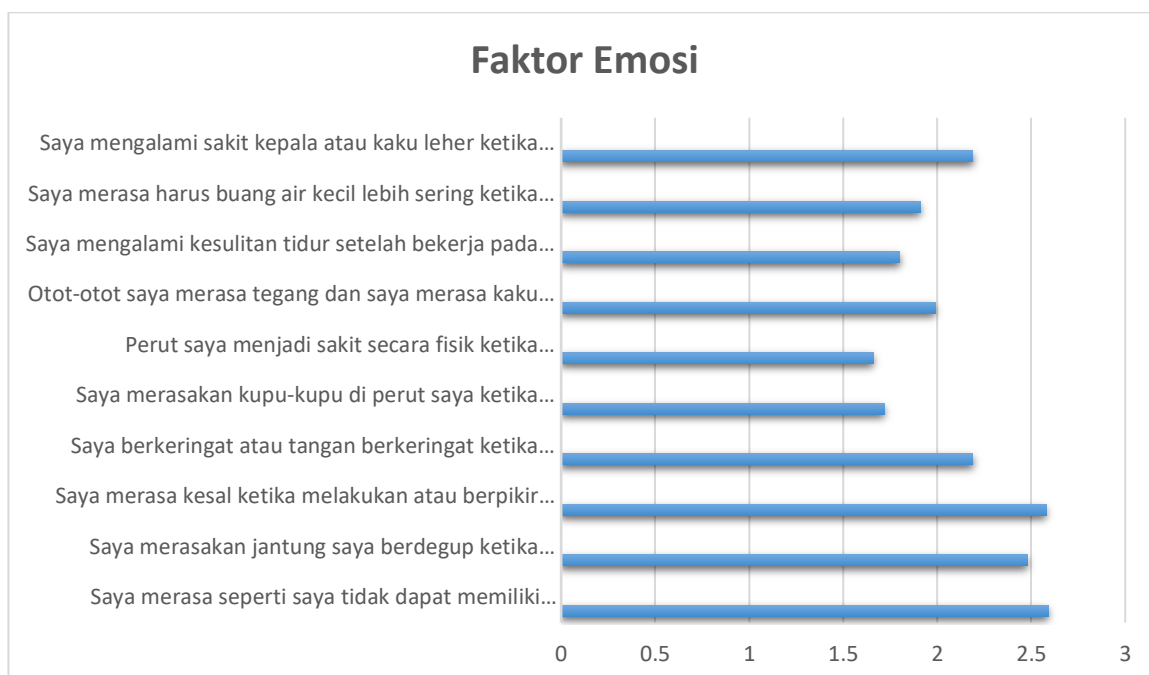 Faktor Emosi
Saya mengalami sakit kepala atau kaku leher ketika...
Saya merasa harus buang air kecil lebih sering ketika...
Saya mengalami kesulitan tidur setelah bekerja pada...
Otot-otot saya merasa tegang dan saya merasa kaku...
Perut saya menjadi sakit secara fisik ketika...
Saya merasakan kupu-kupu di perut saya ketika...
Saya berkeringat atau tangan berkeringat ketika...
Saya merasa kesal ketika melakukan atau berpikir...
Saya merasakan jantung saya berdegup ketika...
Saya merasa seperti saya tidak dapat memiliki...
0 0.5 1 1.5 2 2.5 3